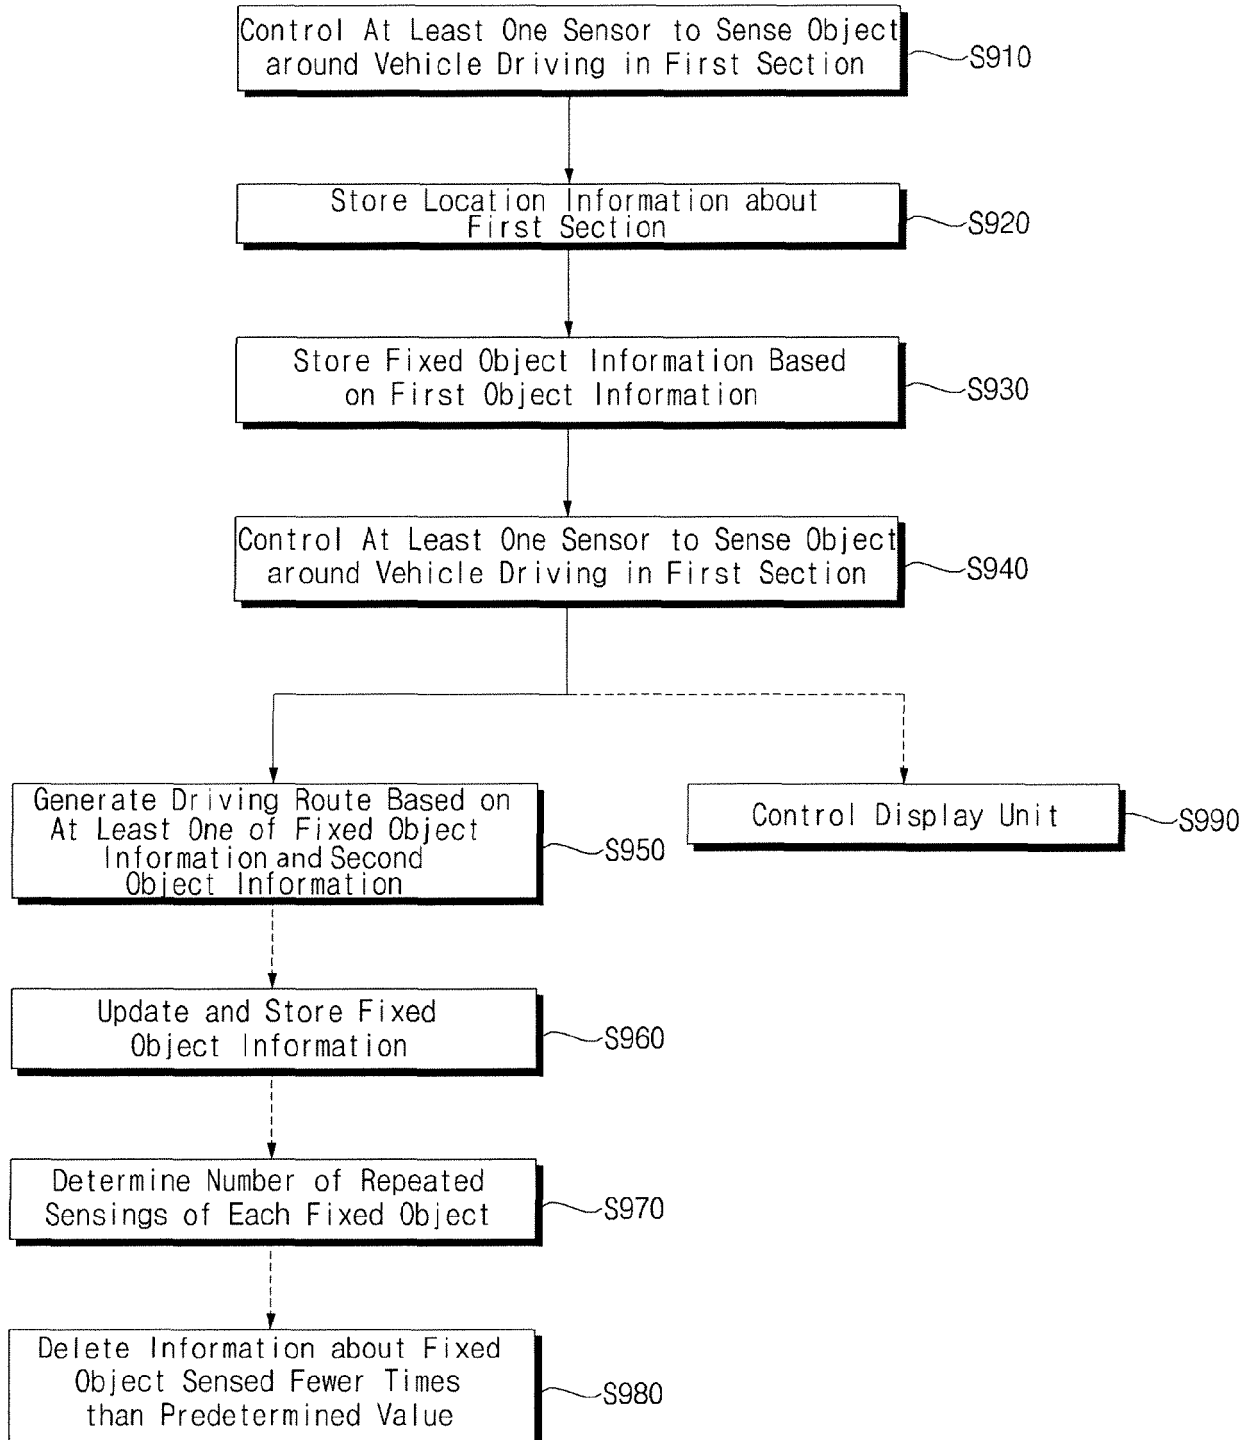 Control At Least One Sensor to Sense Object
around Vehicle Driving in First Section
S910
Store Location Information about
First Section
S920
Store Fixed Object Information Based
on First Object Information
S930
Control At Least One Sensor to Sense Object
around Vehicle Driving in First Section
S940
Generate Driving Route Based on
At Least One of Fixed Object
Information and Second
Object Information
S950
Control Display Unit
S990
Update and Store Fixed
Object Information
S960
Determine Number of Repeated
Sensings of Each Fixed Object
S970
Delete Information about Fixed
Object Sensed Fewer Times
than Predetermined Value
S980